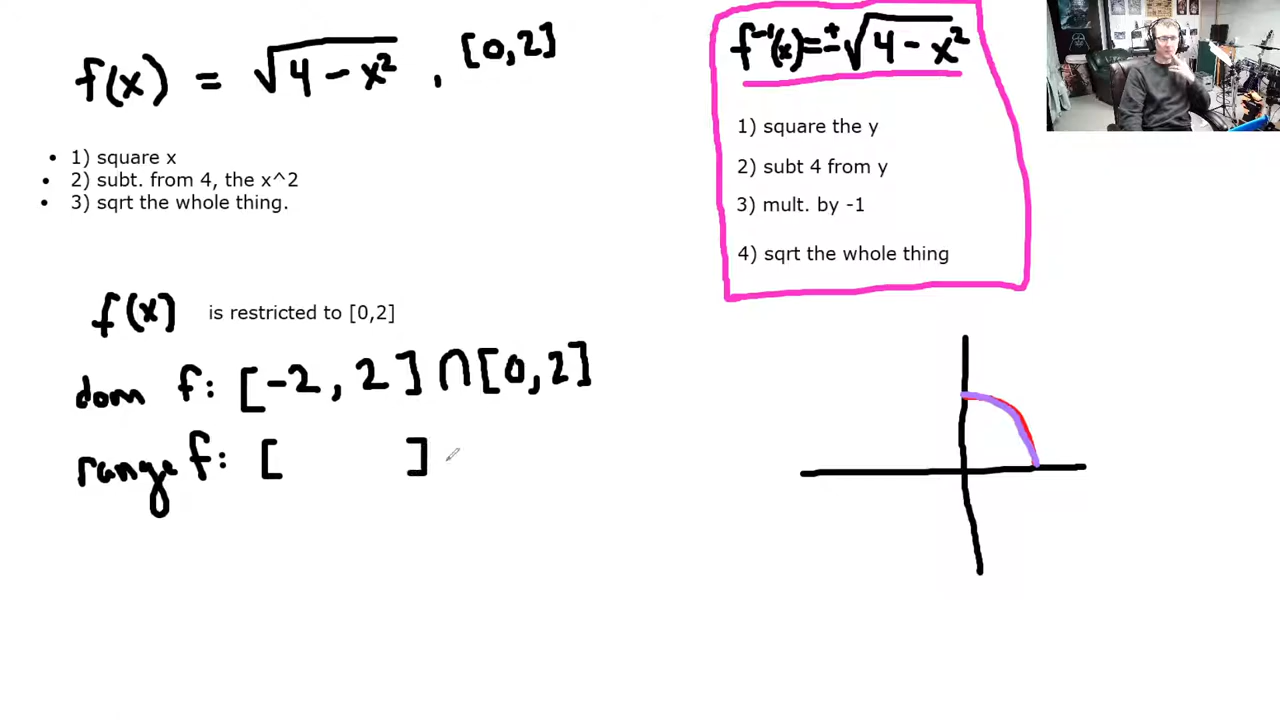 f(x) = √4 - x² , [0,2]
• 1) square x
• 2) subt. from 4, the x^2
• 3) sqrt the whole thing.
f(x) is restricted to [0,2]
dom f: [-2, 2] ∩ [0, 2]
range f: [ ]
f⁻¹(x)=±√4 - x²
1) square the y
2) subt 4 from y
3) mult. by -1
4) sqrt the whole thing